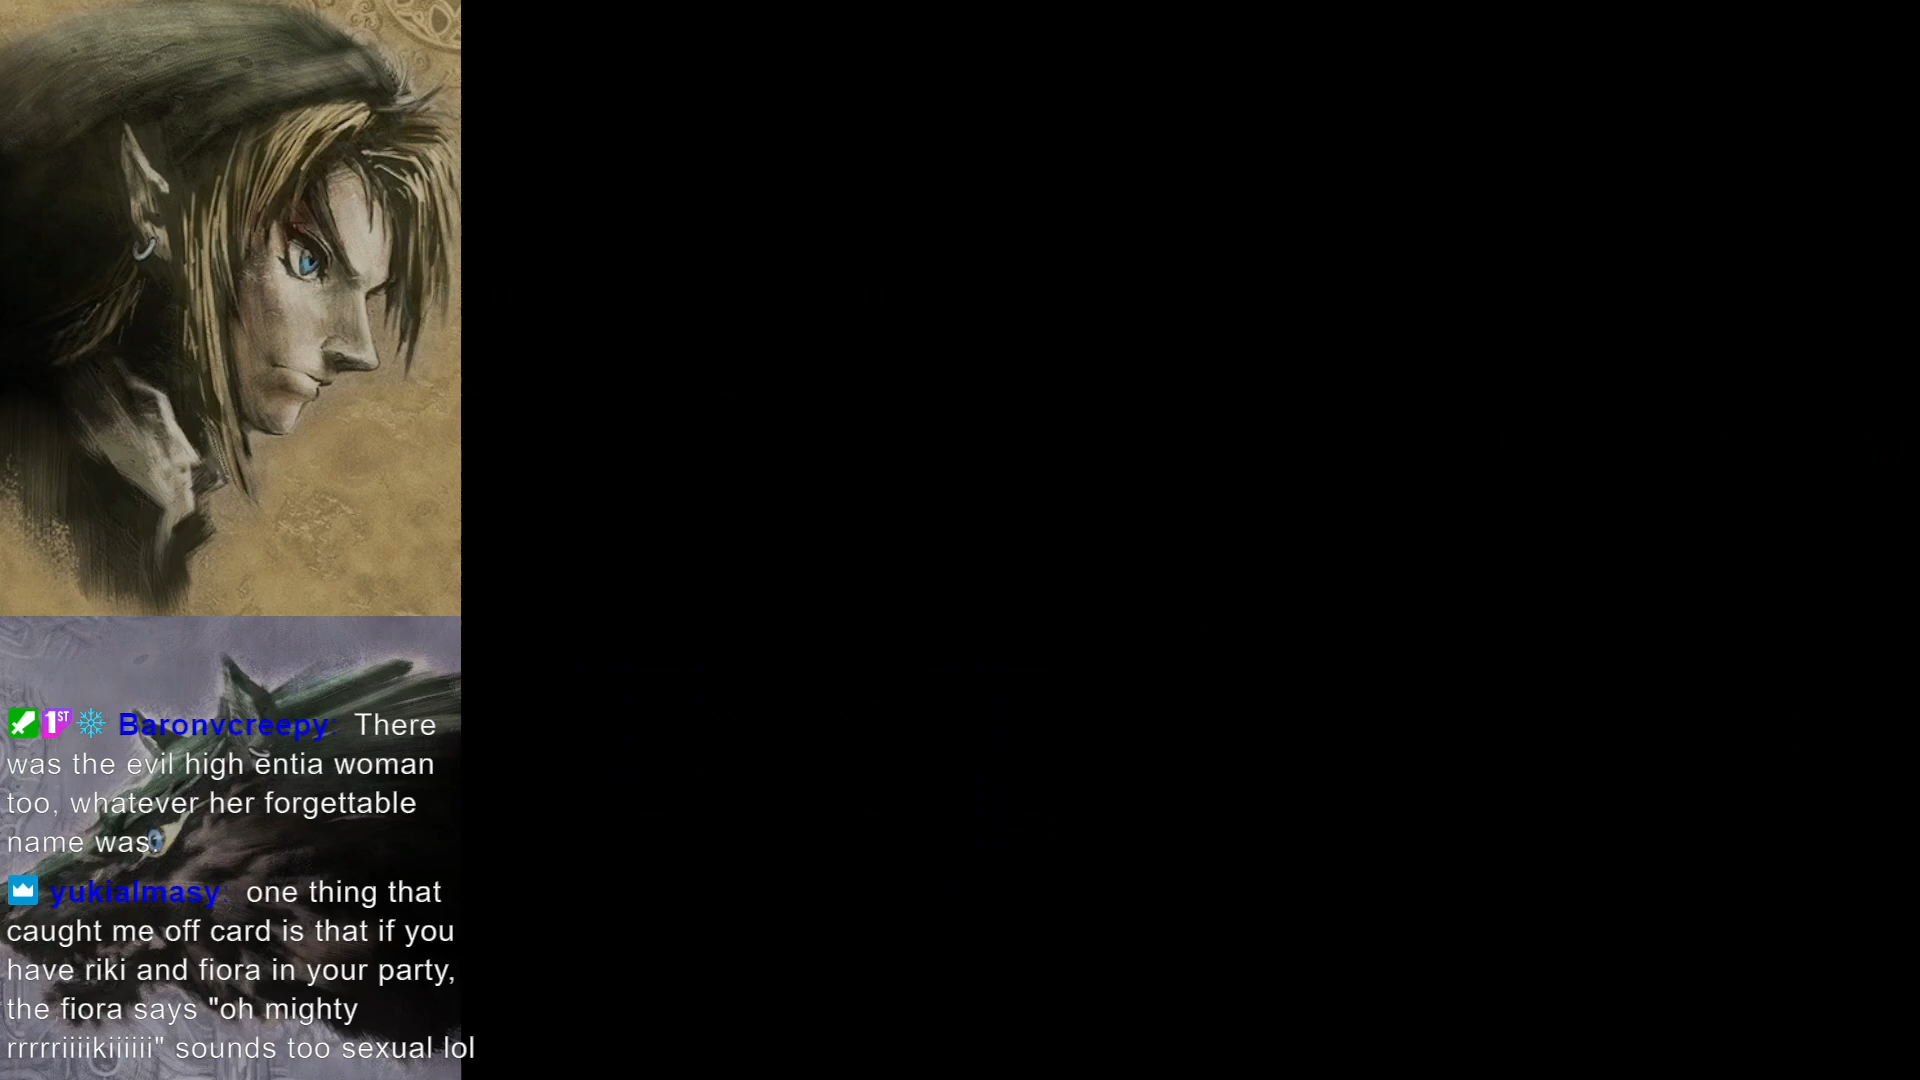 1ST Baronvcreepy: There
was the evil high entia woman
too, whatever her forgettable
name was.
yukialmasy: one thing that
caught me off card is that if you
have riki and fiora in your party,
the fiora says "oh mighty
rrrrriiiikiiiiii" sounds too sexual lol